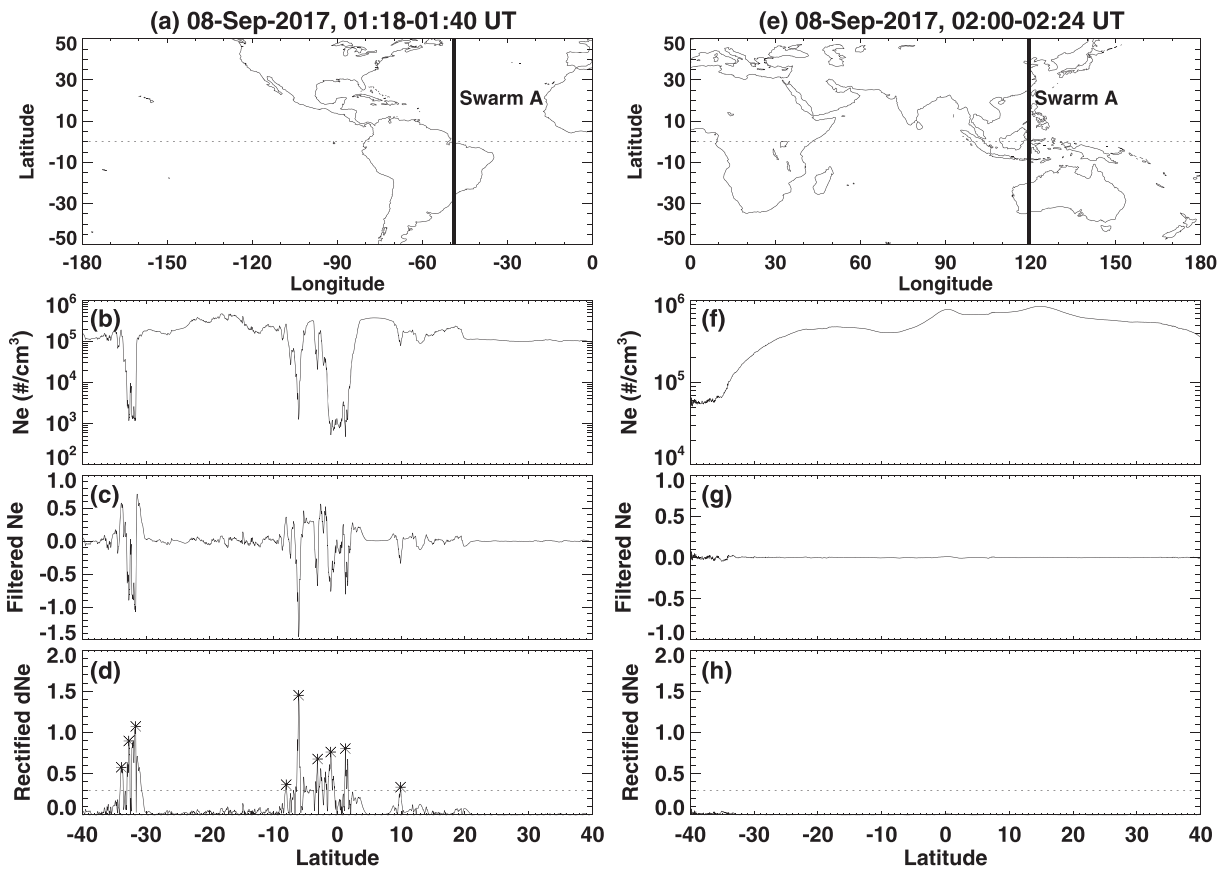 (a) 08-Sep-2017, 01:18-01:40 UT
50
30
10
-10
-30
-50
Latitude
Swarm A
-180 -150 -120 -90 -60 -30 0
Longitude
(b)
10^6
10^5
10^4
10^3
10^2
Ne (#/cm^3)
(c)
1.0
0.5
0.0
-0.5
-1.0
-1.5
Filtered Ne
(d)
2.0
1.5
1.0
0.5
0.0
Rectified dNe
-40 -30 -20 -10 0 10 20 30 40
Latitude
(e) 08-Sep-2017, 02:00-02:24 UT
50
30
10
-10
-30
-50
Latitude
Swarm A
0 30 60 90 120 150 180
Longitude
(f)
10^6
10^5
10^4
Ne (#/cm^3)
(g)
1.0
0.5
0.0
-0.5
-1.0
Filtered Ne
(h)
2.0
1.5
1.0
0.5
0.0
Rectified dNe
-40 -30 -20 -10 0 10 20 30 40
Latitude